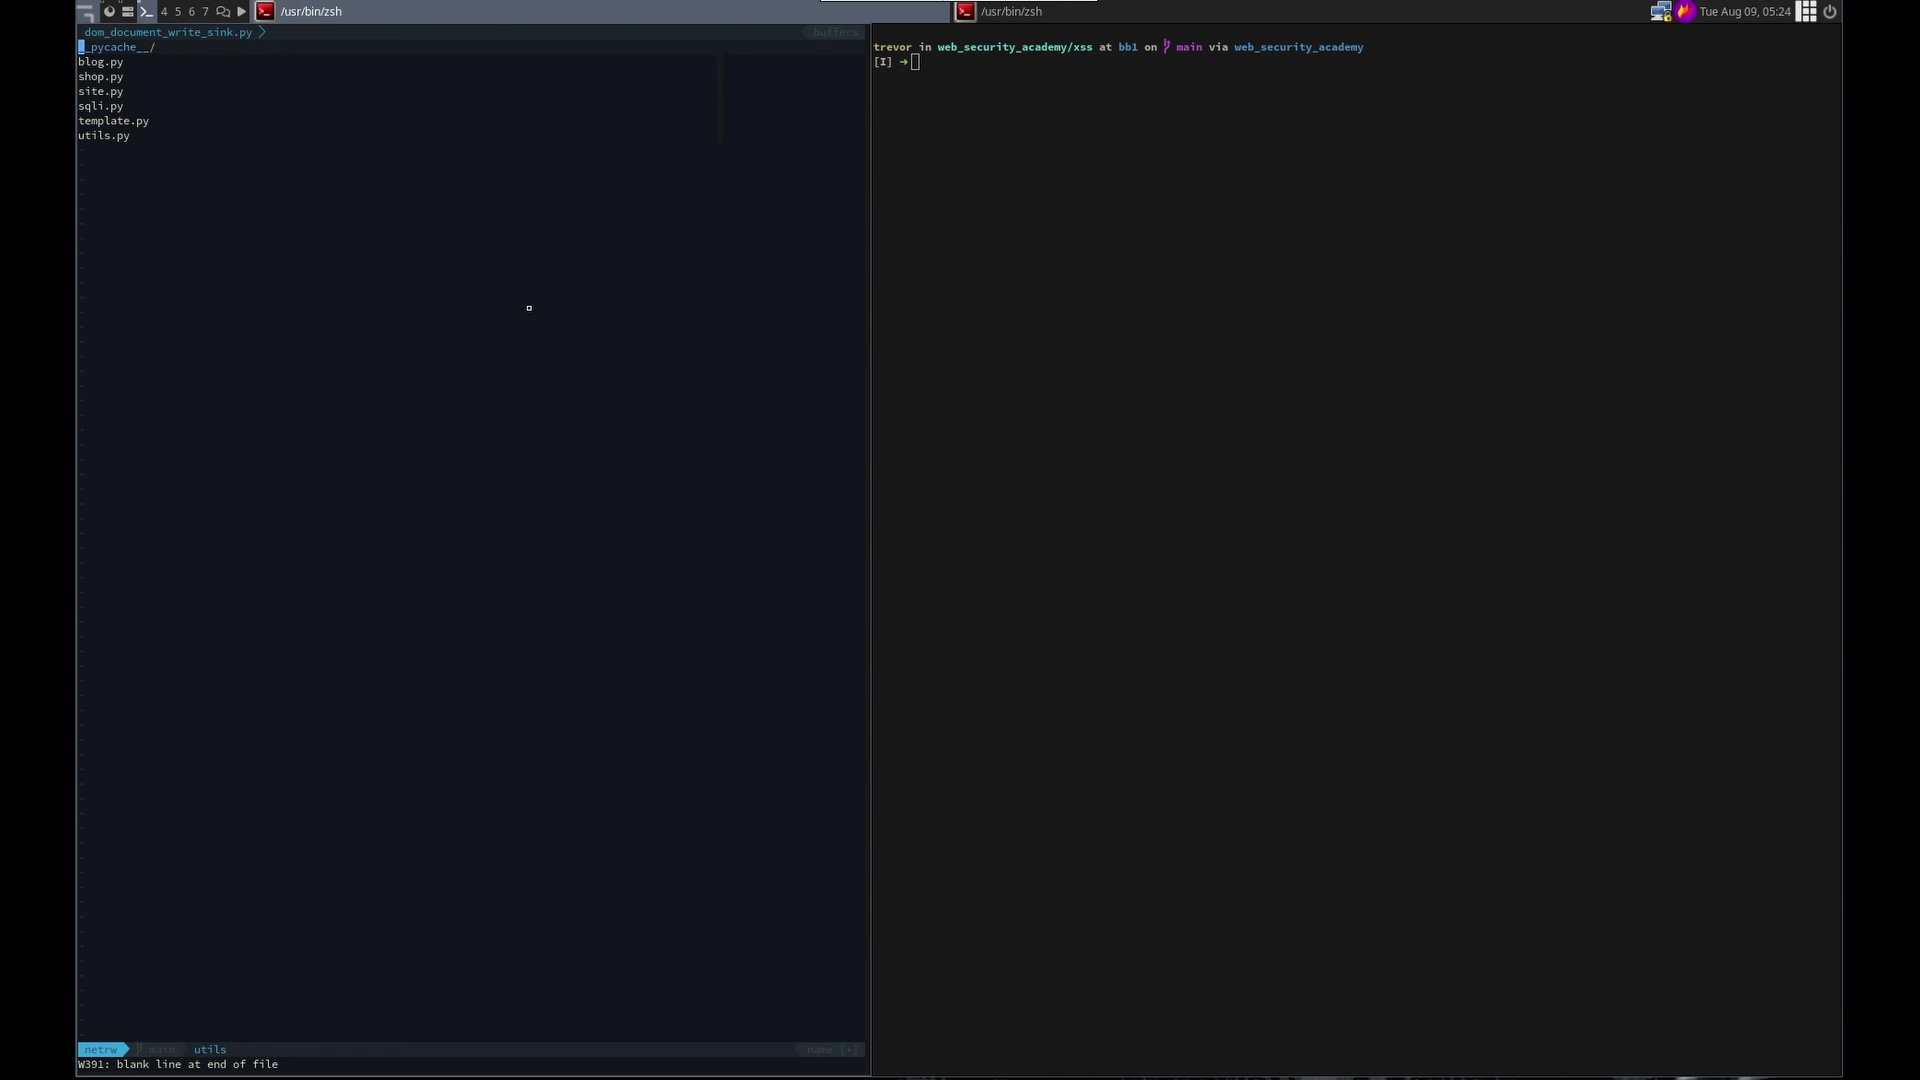 4 5 6 7 /usr/bin/zsh /usr/bin/zsh Tue Aug 09, 05:24
dom_document_write_sink.py buffers
__pycache__/
blog.py
shop.py
site.py
sqli.py
template.py
utils.py
netrw main utils name [+]
W391: blank line at end of file
trevor in web_security_academy/xss at bb1 on main via web_security_academy
[I] →